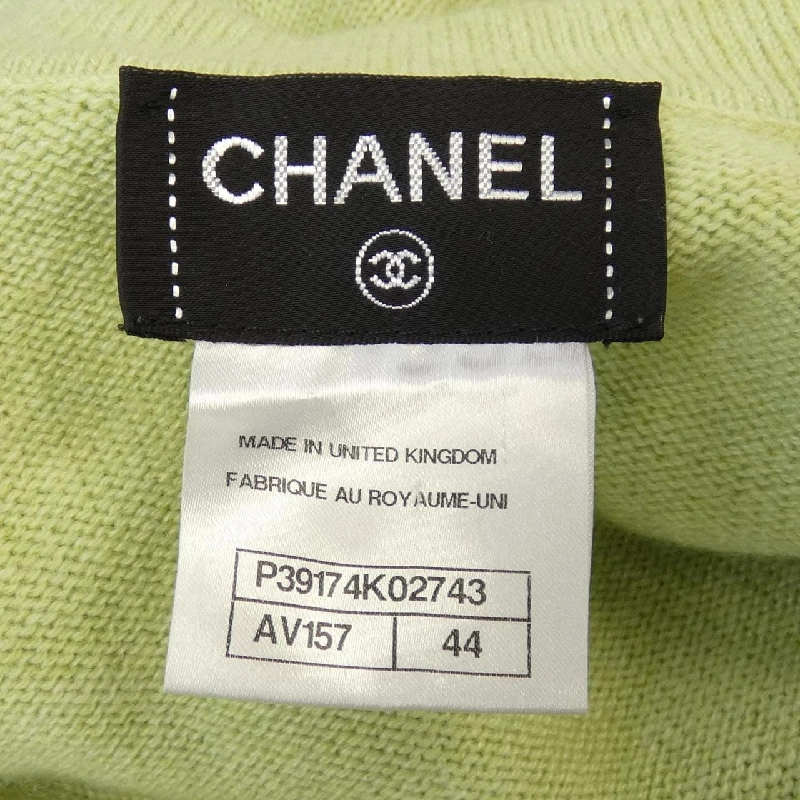 CHANEL
MADE IN UNITED KINGDOM
FABRIQUE AU ROYAUME-UNI
P39174K02743
AV157 44